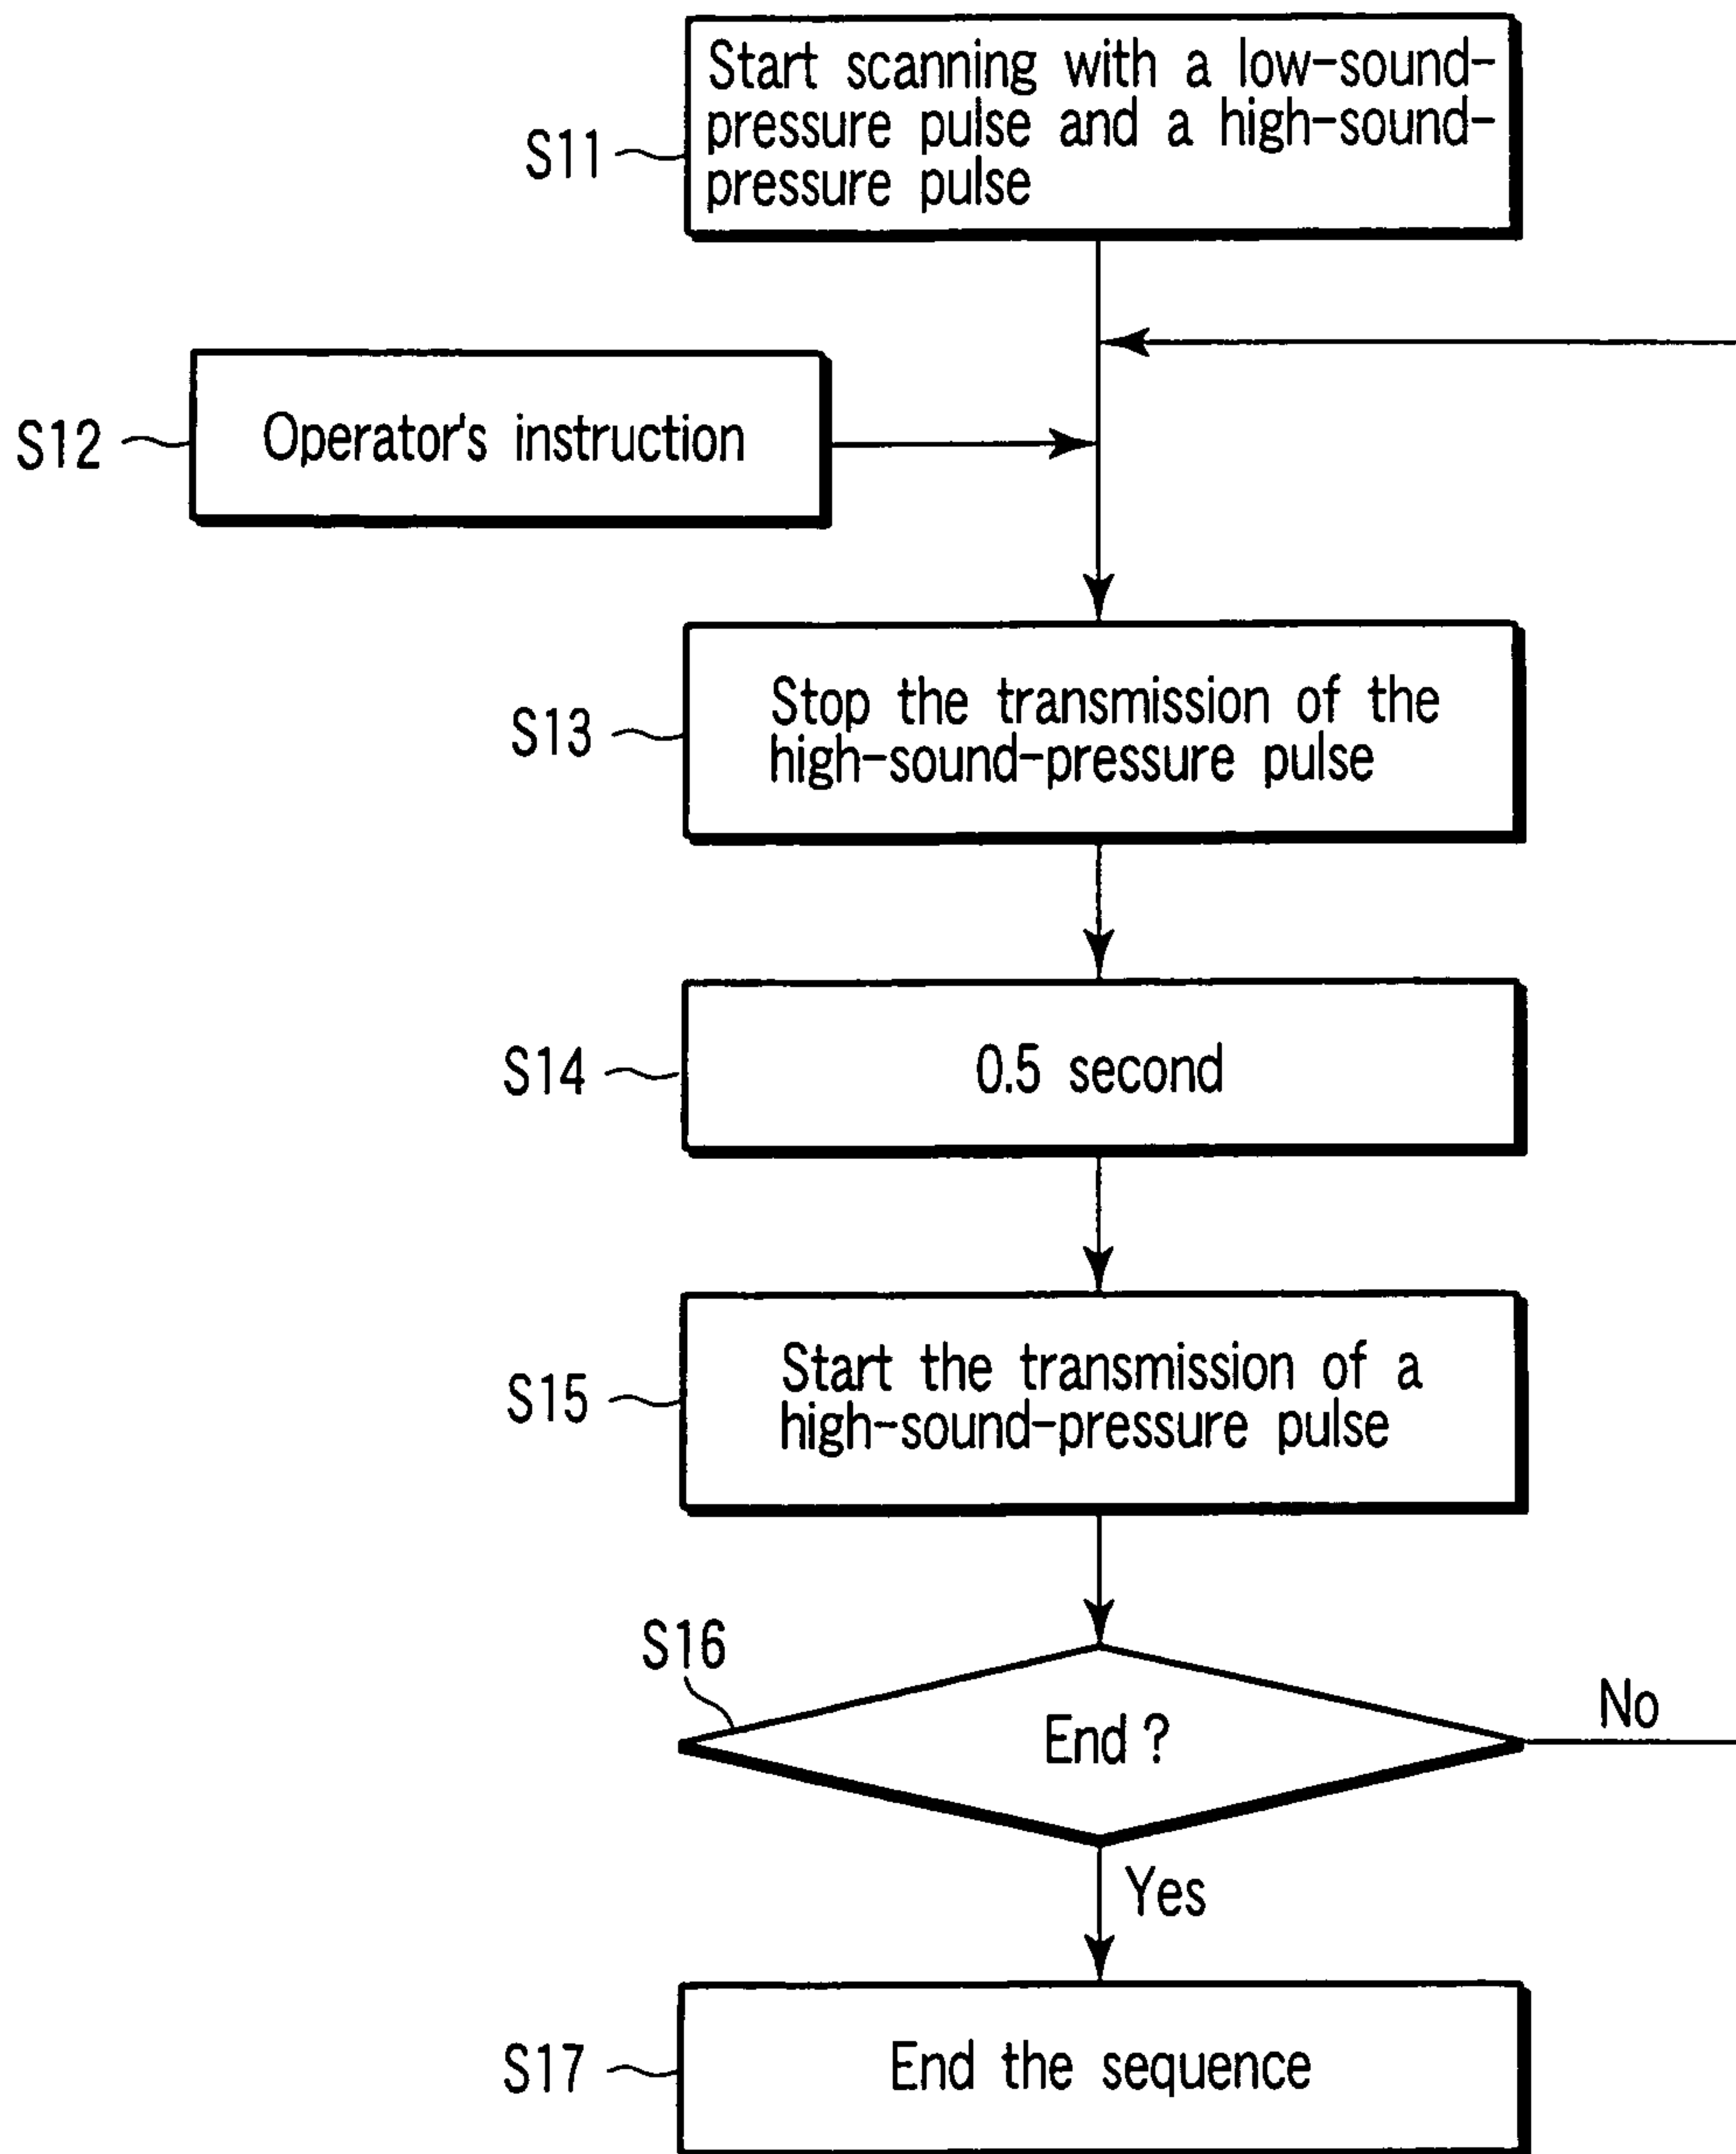 Start scanning with a low-sound-
pressure pulse and a high-sound-
pressure pulse
S11
S12
Operator's instruction
S13
Stop the transmission of the
high-sound-pressure pulse
S14
0.5 second
S15
Start the transmission of a
high-sound-pressure pulse
S16
End ?
No
Yes
S17
End the sequence